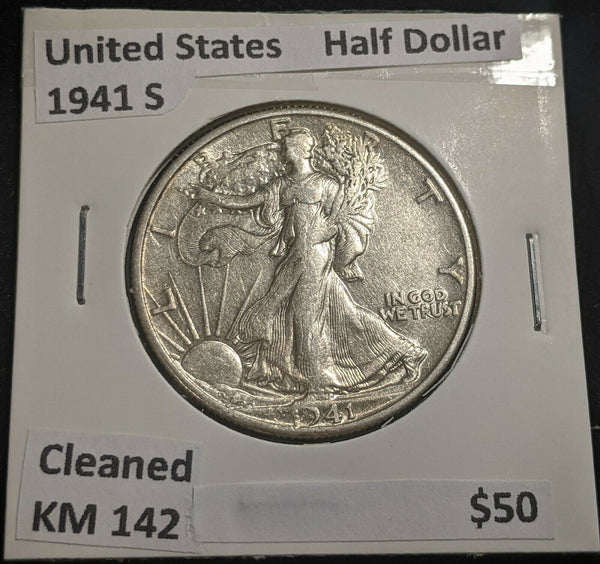 United States Half Dollar
1941 S
LIBERTY
IN GOD
WE TRUST
1941
Cleaned
KM 142 $50